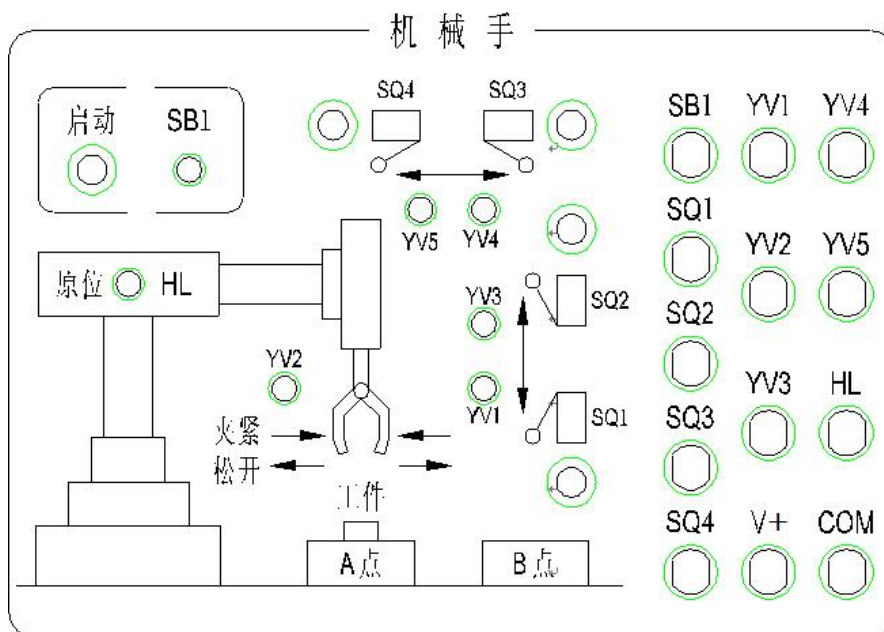 机械手
SQ4 SQ3
启动 SB1
SB1 YV1 YV4
YV5 YV4
SQ1
YV2 YV5
原位 HL
YV3 SQ2
SQ2
YV2
YV1
YV3 HL
SQ1
SQ3
夹紧
松开
工件
SQ4 V+ COM
A点 B点